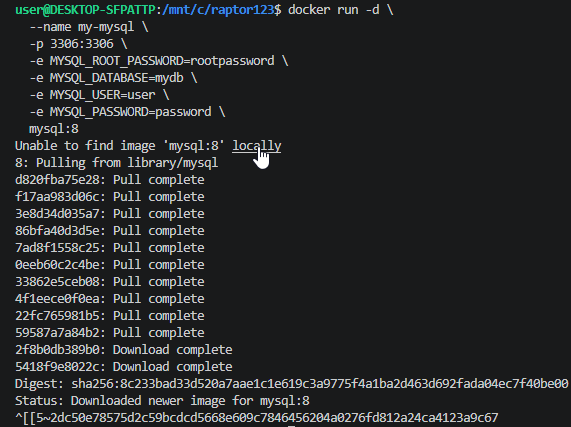 user@DESKTOP-SFPATTP:/mnt/c/raptor123$ docker run -d \
--name my-mysql \
-p 3306:3306 \
-e MYSQL_ROOT_PASSWORD=rootpassword \
-e MYSQL_DATABASE=mydb \
-e MYSQL_USER=user \
-e MYSQL_PASSWORD=password \
mysql:8
Unable to find image 'mysql:8' locally
8: Pulling from library/mysql
d820fba75e28: Pull complete
f17aa983d06c: Pull complete
3e8d34d035a7: Pull complete
86bfa40d3d5e: Pull complete
7ad8f1558c25: Pull complete
0eeb60c2c4be: Pull complete
33862e5ceb08: Pull complete
4f1eece0f0ea: Pull complete
22fc765981b5: Pull complete
59587a7a84b2: Pull complete
2f8b0db389b0: Download complete
5418f9e8022c: Download complete
Digest: sha256:8c233bad33d520a7aae1c1e619c3a9775f4a1ba2d463d692fada04ec7f40be00
Status: Downloaded newer image for mysql:8
^[[5~2dc50e78575d2c59bcdcd5668e609c7846456204a0276fd812a24ca4123a9c67